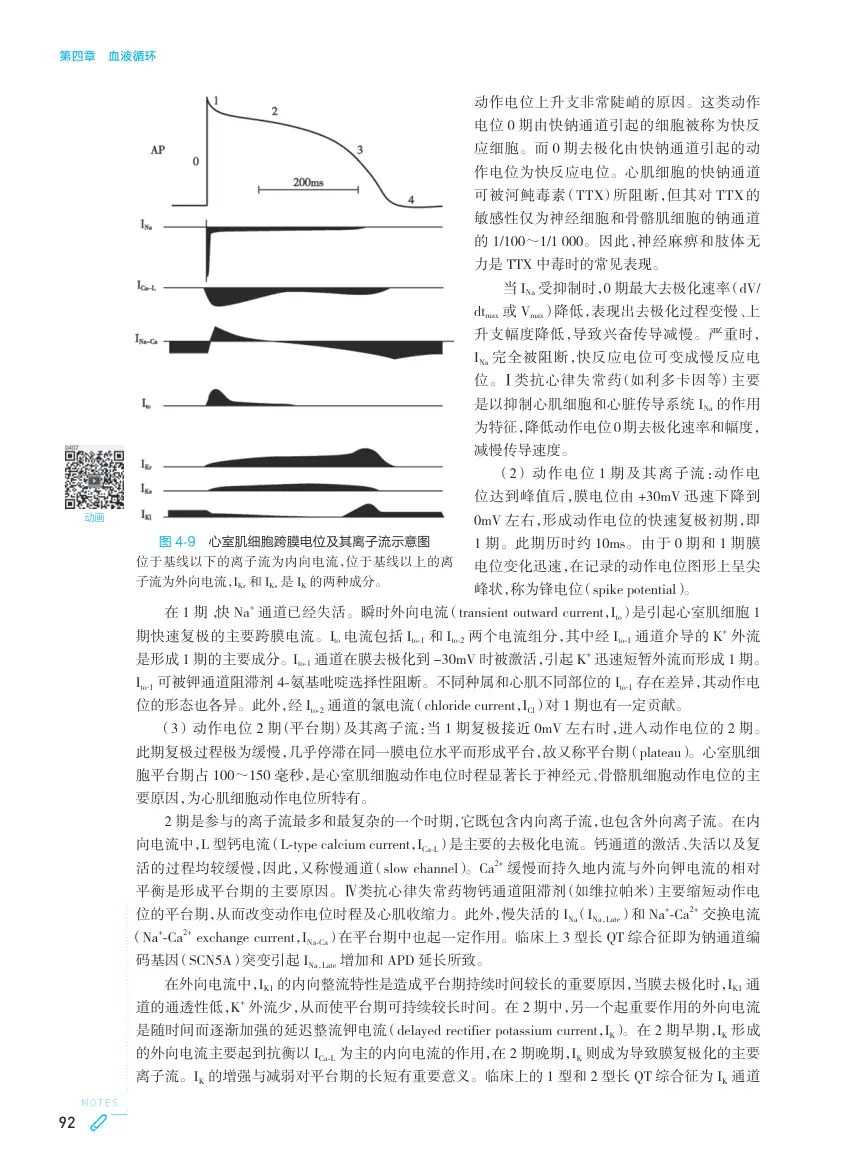 第四章 血液循环
1
2
AP
0
3
200ms
4
I_Na
I_Ca-L
I_Na-Ca
I_to
I_Kr
I_Ks
I_K1
0407
动画
图 4-9 心室肌细胞跨膜电位及其离子流示意图
位于基线以下的离子流为内向电流,位于基线以上的离
子流为外向电流,I_Kr 和 I_Ks 是 I_K 的两种成分。
动作电位上升支非常陡峭的原因。这类动作
电位 0 期由快钠通道引起的细胞被称为快反
应细胞。而 0 期去极化由快钠通道引起的动
作电位为快反应电位。心肌细胞的快钠通道
可被河鲀毒素(TTX)所阻断,但其对 TTX 的
敏感性仅为神经细胞和骨骼肌细胞的钠通道
的 1/100~1/1 000。因此,神经麻痹和肢体无
力是 TTX 中毒时的常见表现。
当 I_Na 受抑制时,0 期最大去极化速率(dV/
dt_max 或 V_max)降低,表现出去极化过程变慢、上
升支幅度降低,导致兴奋传导减慢。严重时,
I_Na 完全被阻断,快反应电位可变成慢反应电
位。Ⅰ类抗心律失常药(如利多卡因等)主要
是以抑制心肌细胞和心脏传导系统 I_Na 的作用
为特征,降低动作电位0期去极化速率和幅度,
减慢传导速度。
(2)动作电位 1 期及其离子流:动作电
位达到峰值后,膜电位由 +30mV 迅速下降到
0mV 左右,形成动作电位的快速复极初期,即
1 期。此期历时约 10ms。由于 0 期和 1 期膜
电位变化迅速,在记录的动作电位图形上呈尖
峰状,称为锋电位(spike potential)。
在 1 期,快 Na⁺ 通道已经失活。瞬时外向电流(transient outward current,I_to)是引起心室肌细胞 1
期快速复极的主要跨膜电流。I_to 电流包括 I_to-1 和 I_to-2 两个电流组分,其中经 I_to-1 通道介导的 K⁺ 外流
是形成 1 期的主要成分。I_to-1 通道在膜去极化到 –30mV 时被激活,引起 K⁺ 迅速短暂外流而形成 1 期。
I_to-1 可被钾通道阻滞剂 4-氨基吡啶选择性阻断。不同种属和心肌不同部位的 I_to-1 存在差异,其动作电
位的形态也各异。此外,经 I_to-2 通道的氯电流(chloride current,I_Cl)对 1 期也有一定贡献。
(3)动作电位 2 期(平台期)及其离子流:当 1 期复极接近 0mV 左右时,进入动作电位的 2 期。
此期复极过程极为缓慢,几乎停滞在同一膜电位水平而形成平台,故又称平台期(plateau)。心室肌细
胞平台期占 100~150 毫秒,是心室肌细胞动作电位时程显著长于神经元、骨骼肌细胞动作电位的主
要原因,为心肌细胞动作电位所特有。
2 期是参与的离子流最多和最复杂的一个时期,它既包含内向离子流,也包含外向离子流。在内
向电流中,L 型钙电流(L-type calcium current,I_Ca-L)是主要的去极化电流。钙通道的激活、失活以及复
活的过程均较缓慢,因此,又称慢通道(slow channel)。Ca²⁺ 缓慢而持久地内流与外向钾电流的相对
平衡是形成平台期的主要原因。Ⅳ类抗心律失常药物钙通道阻滞剂(如维拉帕米)主要缩短动作电
位的平台期,从而改变动作电位时程及心肌收缩力。此外,慢失活的 I_Na(I_Na,Late)和 Na⁺-Ca²⁺ 交换电流
(Na⁺-Ca²⁺ exchange current,I_Na-Ca)在平台期中也起一定作用。临床上 3 型长 QT 综合征即为钠通道编
码基因(SCN5A)突变引起 I_Na,Late 增加和 APD 延长所致。
在外向电流中,I_K1 的内向整流特性是造成平台期持续时间较长的重要原因,当膜去极化时,I_K1 通
道的通透性低,K⁺ 外流少,从而使平台期可持续较长时间。在 2 期中,另一个起重要作用的外向电流
是随时间而逐渐加强的延迟整流钾电流(delayed rectifier potassium current,I_K)。在 2 期早期,I_K 形成
的外向电流主要起到抗衡以 I_Ca-L 为主的内向电流的作用,在 2 期晚期,I_K 则成为导致膜复极化的主要
离子流。I_K 的增强与减弱对平台期的长短有重要意义。临床上的 1 型和 2 型长 QT 综合征为 I_K 通道
NOTES
92